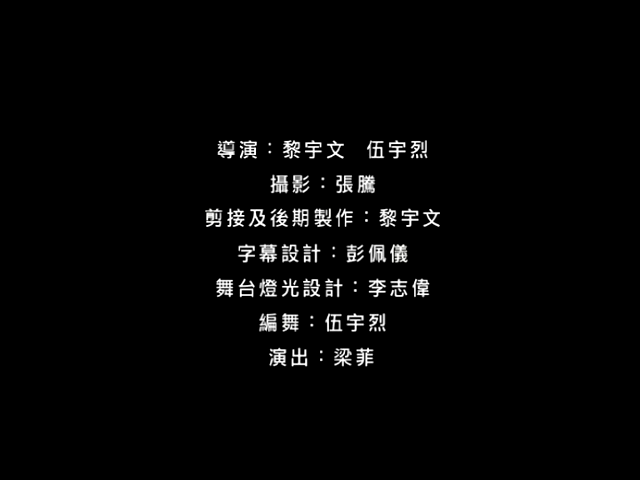 導演：黎宇文　伍宇烈
攝影：張騰
剪接及後期製作：黎宇文
字幕設計：彭佩儀
舞台燈光設計：李志偉
編舞：伍宇烈
演出：梁菲